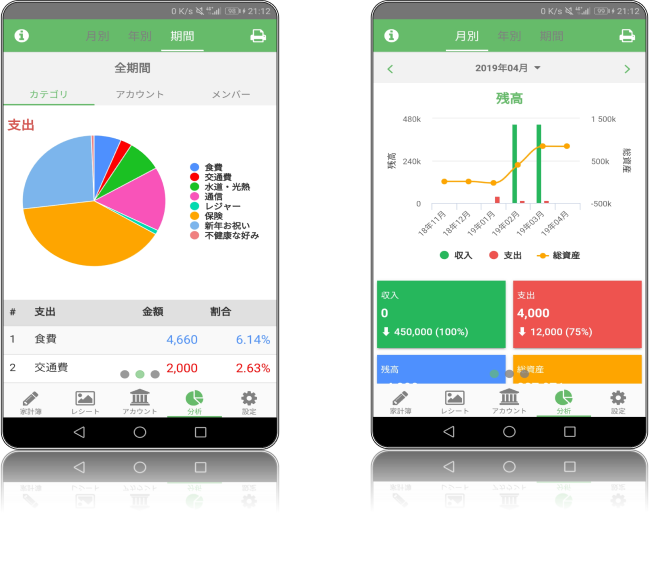 0 K/s 98 21:12
月別 年別 期間
全期間
カテゴリ アカウント メンバー
支出
食費
交通費
水道・光熱
通信
レジャー
保険
新年お祝い
不健康な好み
# 支出 金額 割合
1 食費 4,660 6.14%
2 交通費 2,000 2.63%
家計簿 レシート アカウント 分析 設定
0 K/s 99 21:12
月別 年別 期間
2019年04月
残高
480k 1 500k
残高 240k 500k 総資産
0 -500k
18年11月 18年12月 19年01月 19年02月 19年03月 19年04月
収入 支出 総資産
収入
0
450,000 (100%)
支出
4,000
12,000 (75%)
残高
総資産
家計簿 レシート アカウント 分析 設定